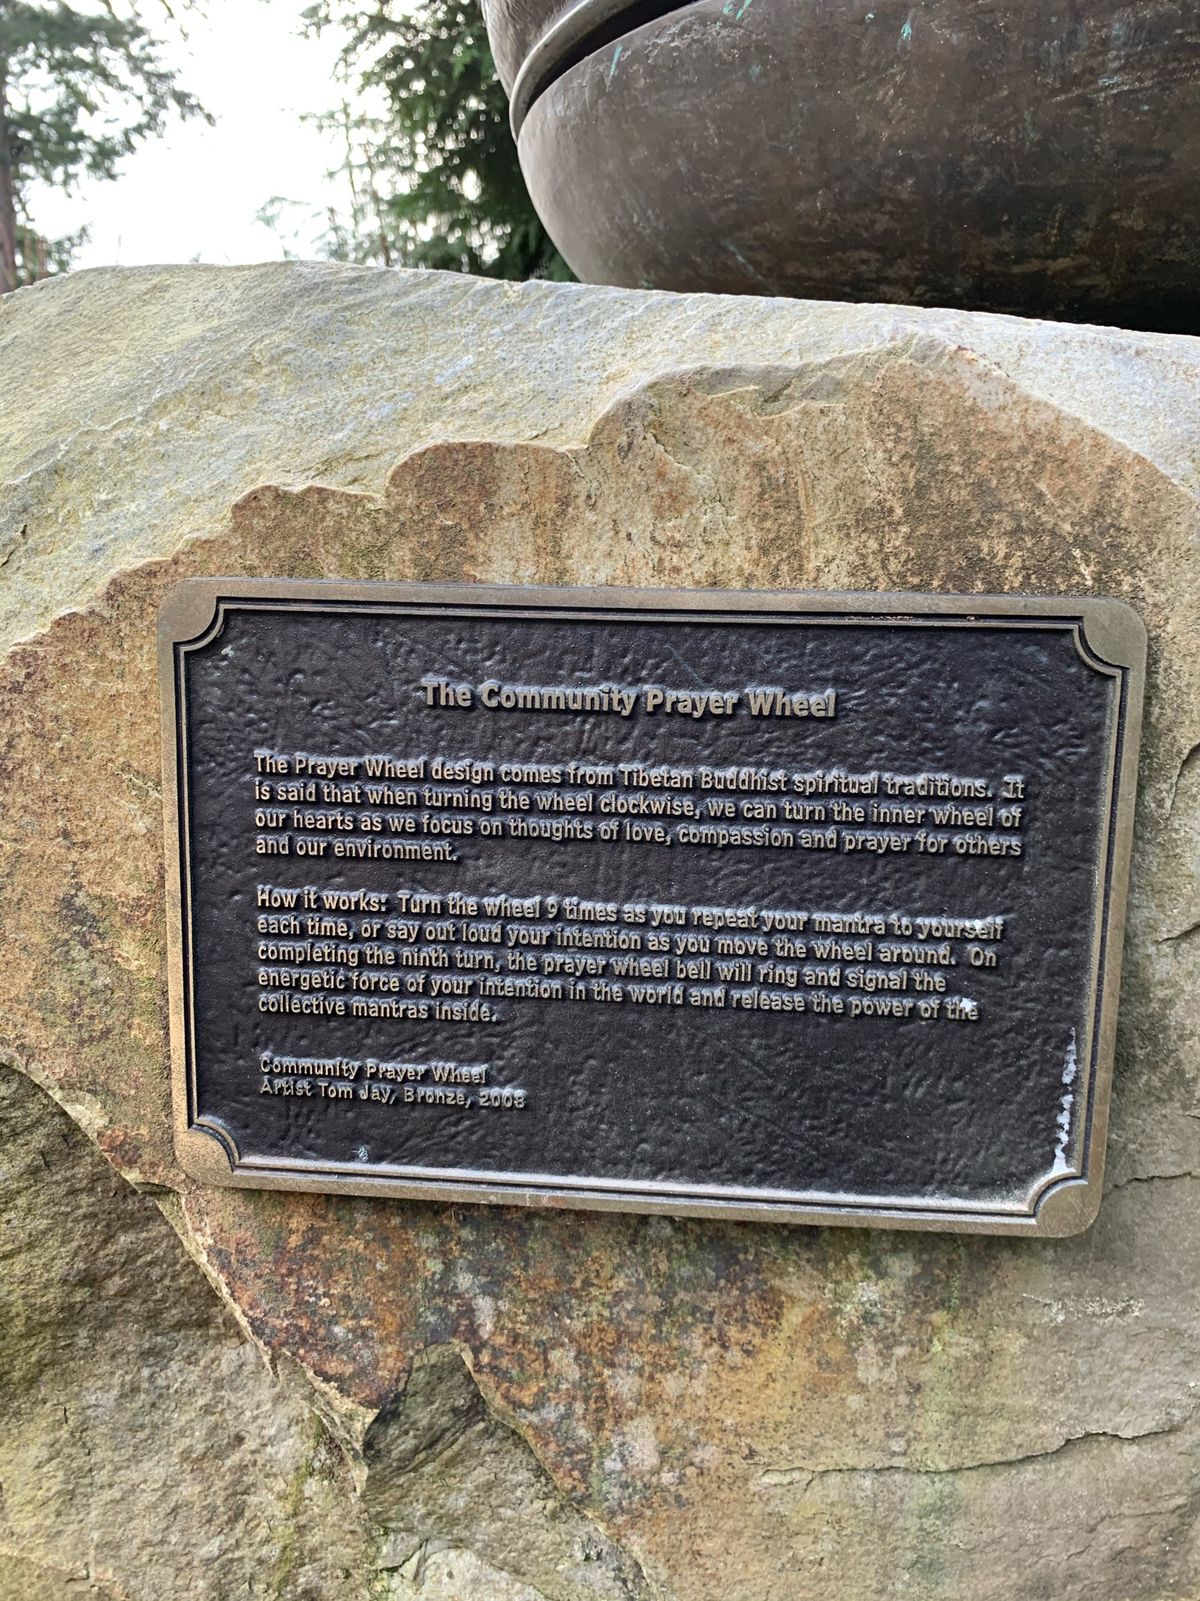 The Community Prayer Wheel
The Prayer Wheel design comes from Tibetan Buddhist spiritual traditions. It
is said that when turning the wheel clockwise, we can turn the inner wheel of
our hearts as we focus on thoughts of love, compassion and prayer for others
and our environment.
How it works: Turn the wheel 9 times as you repeat your mantra to yourself
each time, or say out loud your intention as you move the wheel around. On
completing the ninth turn, the prayer wheel bell will ring and signal the
energetic force of your intention in the world and release the power of the
collective mantras inside.
Community Prayer Wheel
Artist Tom Jay, Bronze, 2008